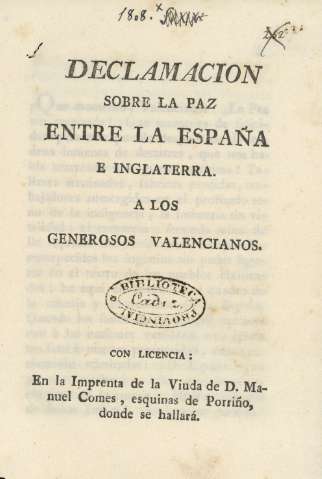 1808.
DECLAMACION
SOBRE LA PAZ
ENTRE LA ESPAÑA
E INGLATERRA.
A LOS
GENEROSOS VALENCIANOS.
BIBLIOTECA
Cadiz
PROVINCIAL
CON LICENCIA:
En la Imprenta de la Viuda de D. Ma-
nuel Comes, esquinas de Porriño,
donde se hallará.